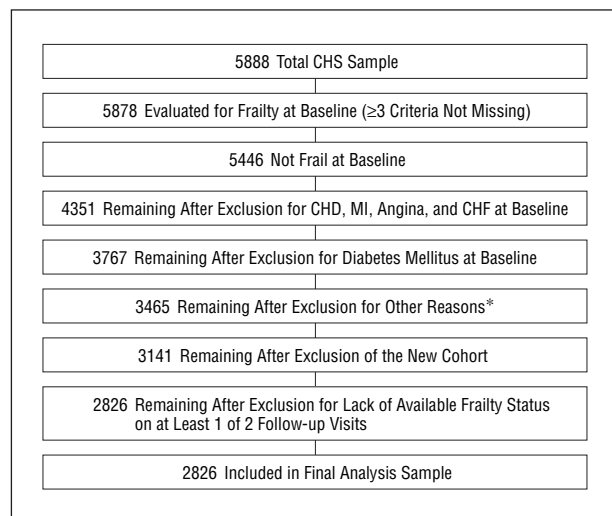 5888 Total CHS Sample
5878 Evaluated for Frailty at Baseline (≥3 Criteria Not Missing)
5446 Not Frail at Baseline
4351 Remaining After Exclusion for CHD, MI, Angina, and CHF at Baseline
3767 Remaining After Exclusion for Diabetes Mellitus at Baseline
3465 Remaining After Exclusion for Other Reasons*
3141 Remaining After Exclusion of the New Cohort
2826 Remaining After Exclusion for Lack of Available Frailty Status
on at Least 1 of 2 Follow-up Visits
2826 Included in Final Analysis Sample